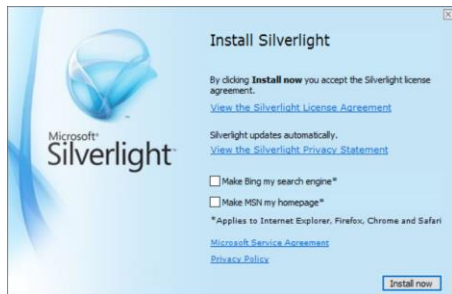 Install Silverlight
By clicking Install now you accept the Silverlight license
agreement.
View the Silverlight License Agreement
Microsoft®
Silverlight™
Silverlight updates automatically.
View the Silverlight Privacy Statement
Make Bing my search engine*
Make MSN my homepage*
*Applies to Internet Explorer, Firefox, Chrome and Safari
Microsoft Service Agreement
Privacy Policy
Install now